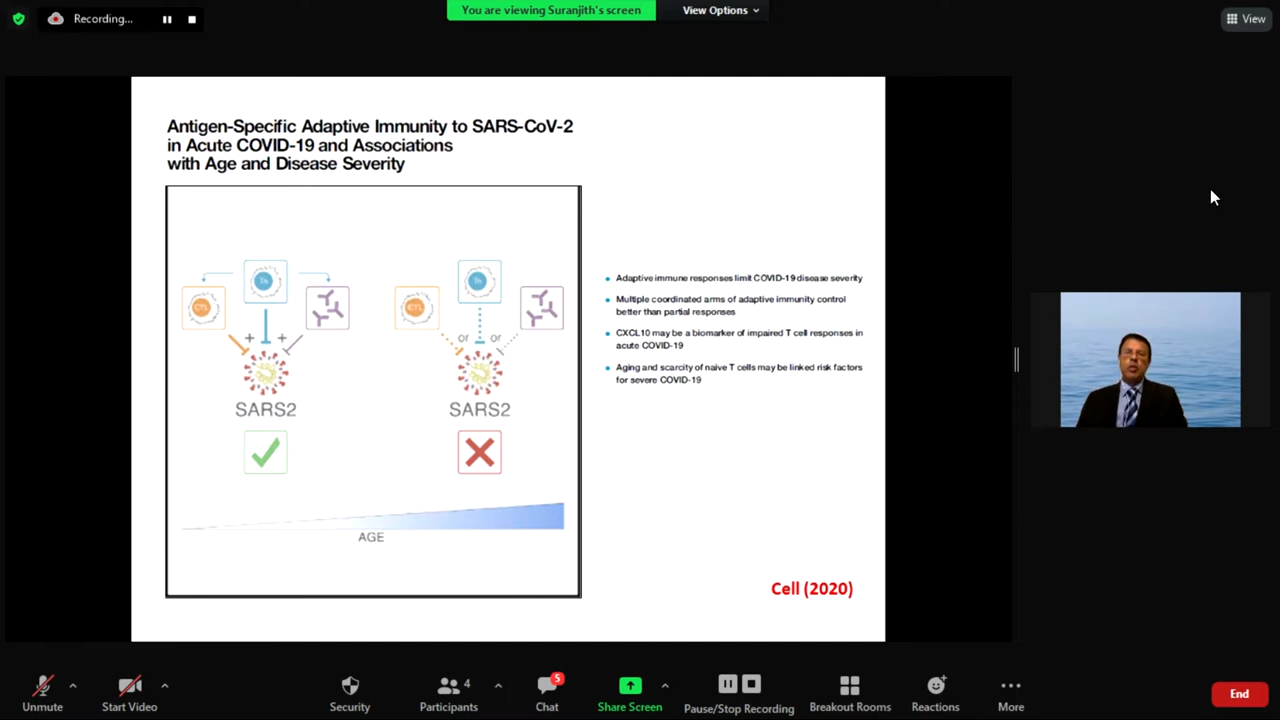 Recording...
You are viewing Suranjith's screen
View Options
View
Antigen-Specific Adaptive Immunity to SARS-CoV-2
in Acute COVID-19 and Associations
with Age and Disease Severity
Th
Th
CTL
CTL
+ +
or or
SARS2
SARS2
AGE
Adaptive immune responses limit COVID-19 disease severity
Multiple coordinated arms of adaptive immunity control
better than partial responses
CXCL10 may be a biomarker of impaired T cell responses in
acute COVID-19
Aging and scarcity of naive T cells may be linked risk factors
for severe COVID-19
Cell (2020)
Unmute
Start Video
Security
4
Participants
5
Chat
Share Screen
Pause/Stop Recording
Breakout Rooms
Reactions
More
End